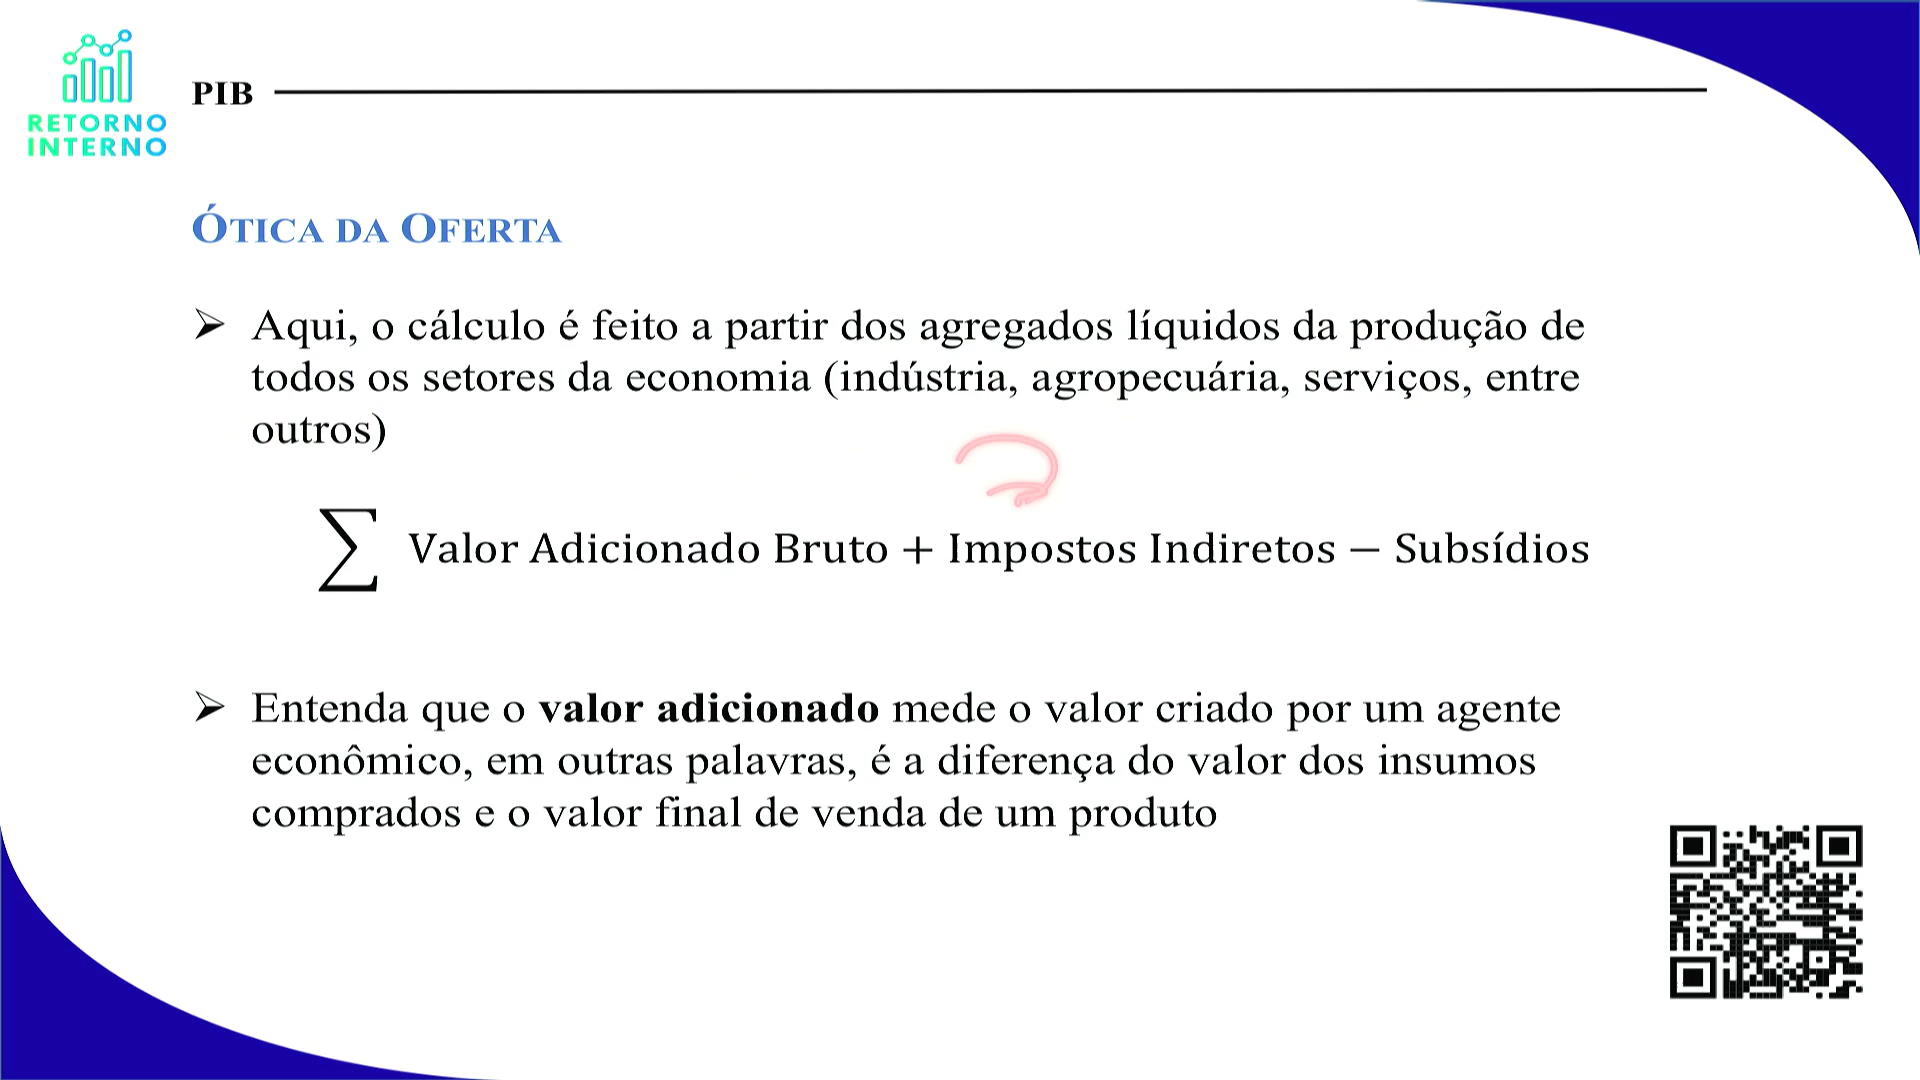 RETORNO
INTERNO
PIB
ÓTICA DA OFERTA
➢ Aqui, o cálculo é feito a partir dos agregados líquidos da produção de
todos os setores da economia (indústria, agropecuária, serviços, entre
outros)
∑ Valor Adicionado Bruto + Impostos Indiretos − Subsídios
➢ Entenda que o valor adicionado mede o valor criado por um agente
econômico, em outras palavras, é a diferença do valor dos insumos
comprados e o valor final de venda de um produto